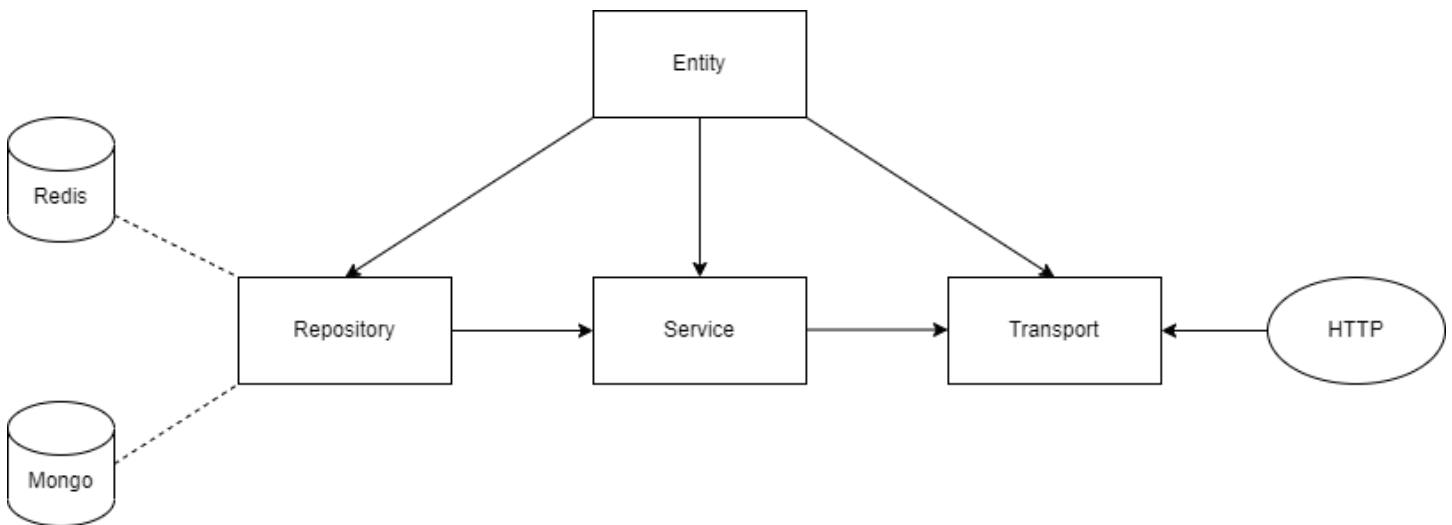 Entity
Redis
Repository
Service
Transport
HTTP
Mongo